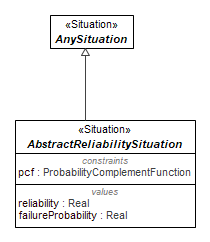 «Situation»
AnySituation
«Situation»
AbstractReliabilitySituation
constraints
pcf : ProbabilityComplementFunction
values
reliability : Real
failureProbability : Real